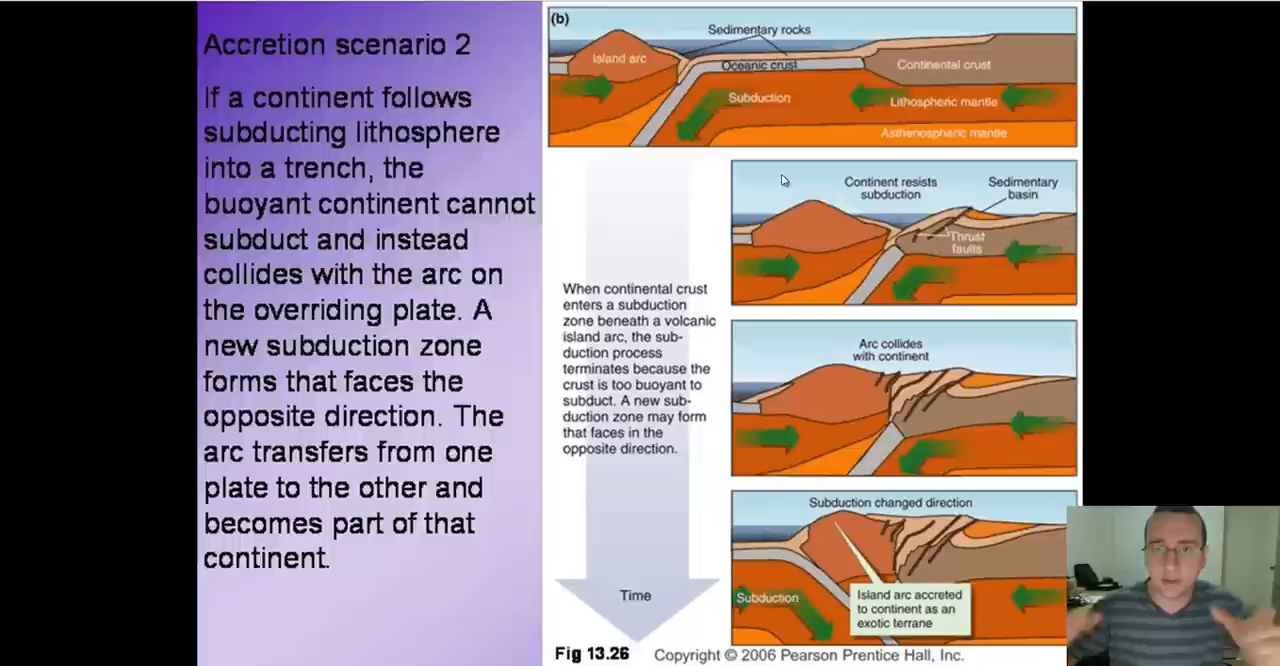 Accretion scenario 2
If a continent follows
subducting lithosphere
into a trench, the
buoyant continent cannot
subduct and instead
collides with the arc on
the overriding plate. A
new subduction zone
forms that faces the
opposite direction. The
arc transfers from one
plate to the other and
becomes part of that
continent.
(b)
Sedimentary rocks
Island arc
Oceanic crust
Continental crust
Subduction
Lithospheric mantle
Asthenospheric mantle
Continent resists
subduction
Sedimentary
basin
Thrust
faults
When continental crust
enters a subduction
zone beneath a volcanic
island arc, the sub-
duction process
terminates because the
crust is too buoyant to
subduct. A new sub-
duction zone may form
that faces in the
opposite direction.
Arc collides
with continent
Subduction changed direction
Subduction
Island arc accreted
to continent as an
exotic terrane
Time
Fig 13.26
Copyright © 2006 Pearson Prentice Hall, Inc.